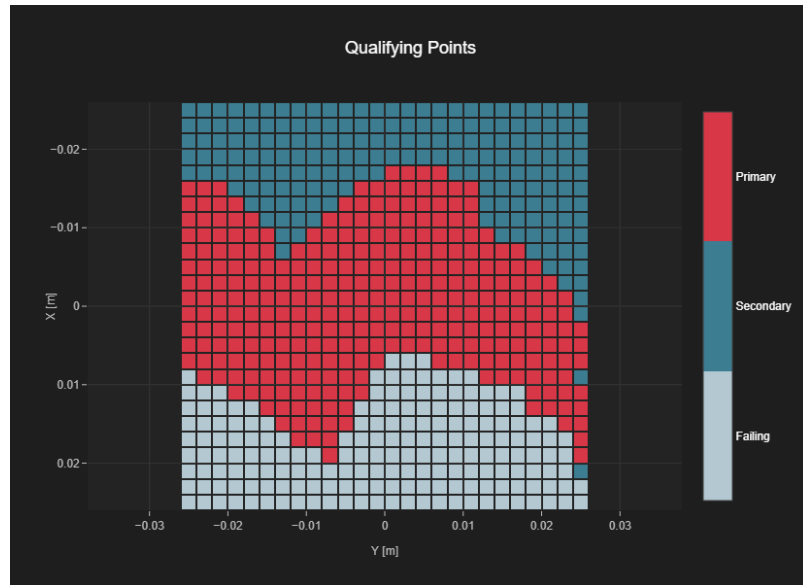 Qualifying Points
Primary
Secondary
Failing
−0.02
−0.01
0
0.01
0.02
X [m]
−0.03
−0.02
−0.01
0
0.01
0.02
0.03
Y [m]